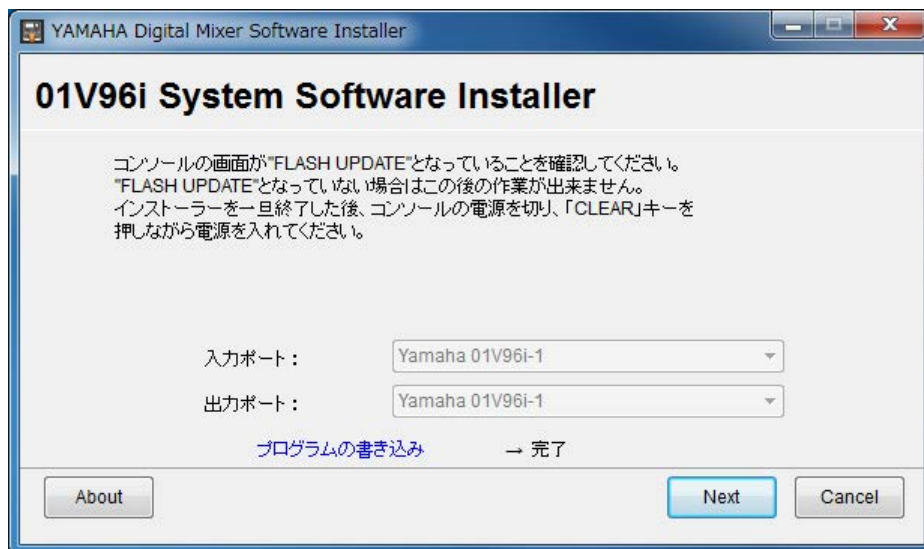 YAMAHA Digital Mixer Software Installer
01V96i System Software Installer
コンソールの画面が"FLASH UPDATE"となっていることを確認してください。
"FLASH UPDATE"となっていない場合はこの後の作業が出来ません。
インストーラーを一旦終了した後、コンソールの電源を切り、「CLEAR」キーを
押しながら電源を入れてください。
入力ポート： Yamaha 01V96i-1
出力ポート： Yamaha 01V96i-1
プログラムの書き込み → 完了
About Next Cancel